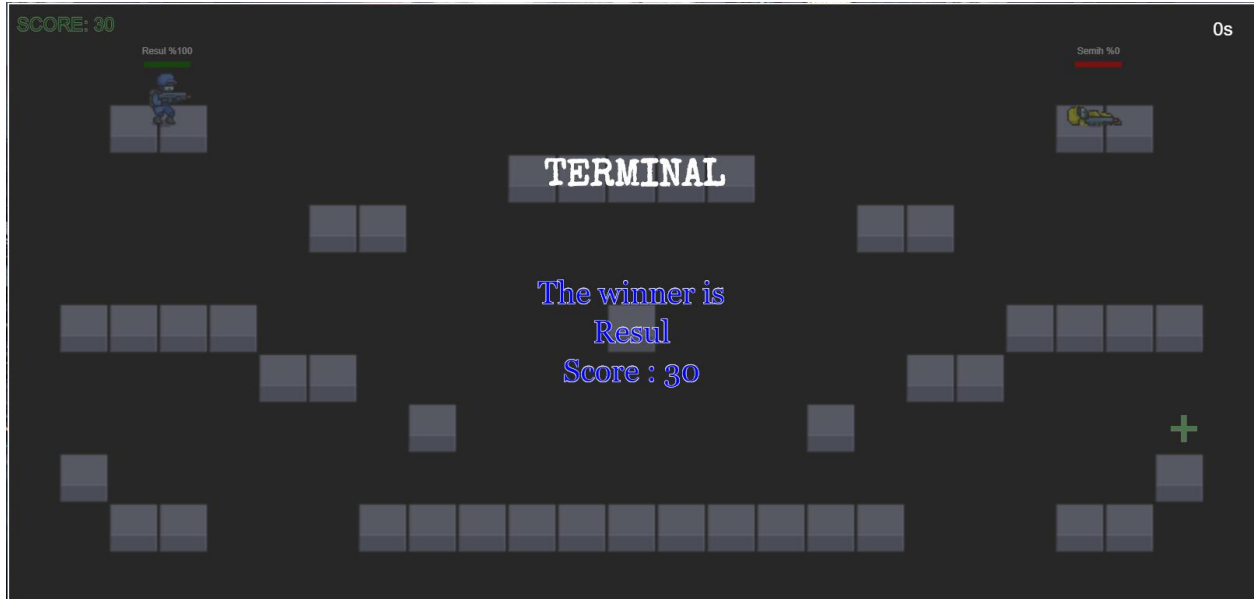 SCORE: 30
0s
Resul %100
Semih %0
TERMINAL
The winner is
Resul
Score : 30